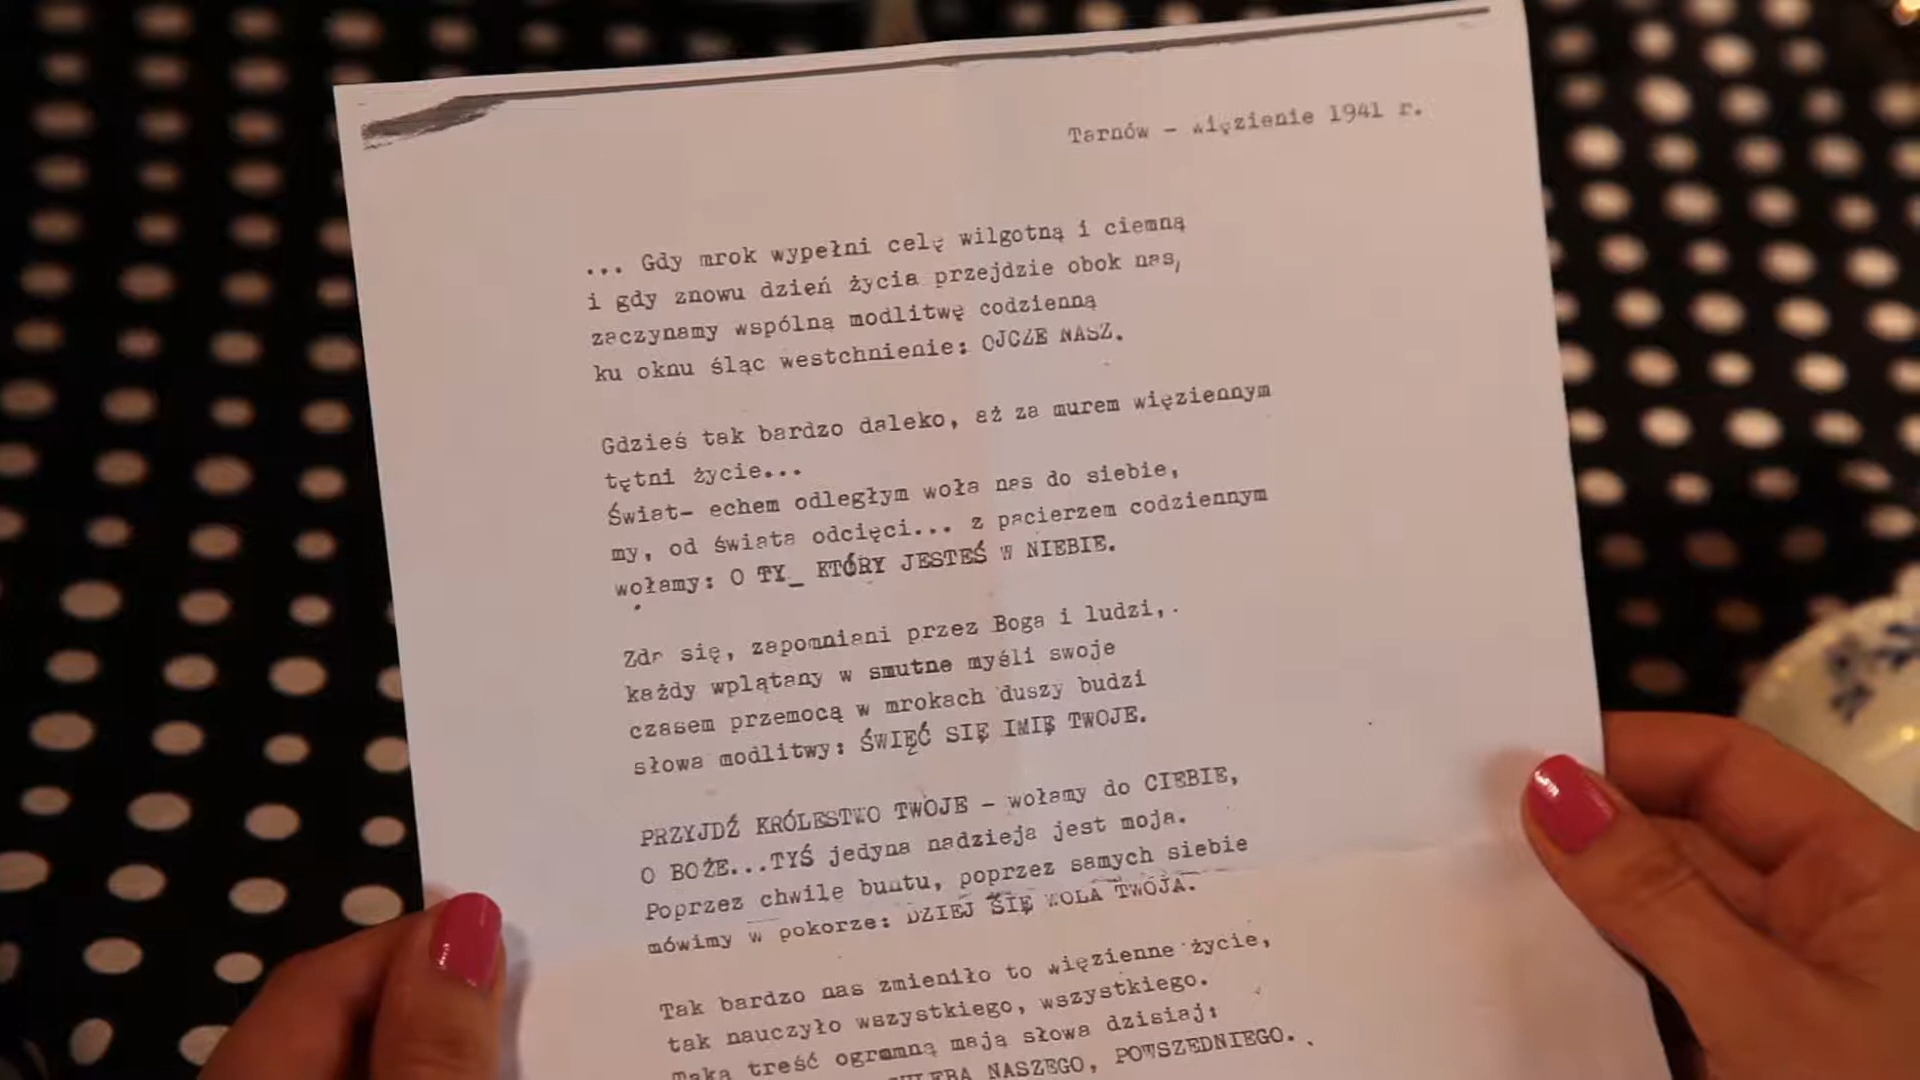 Tarnów - więzienie 1941 r.
... Gdy mrok wypełni celę wilgotną i ciemną
i gdy znowu dzień życia przejdzie obok nas,
zaczynamy wspólną modlitwę codzienną
ku oknu śląc westchnienie: OJCZE NASZ.
Gdzieś tak bardzo daleko, aż za murem więziennym
tętni życie...
Świat- echem odległym woła nas do siebie,
my, od świata odcięci... z pacierzem codziennym
wołamy: O TY_ KTÓRY JESTEŚ W NIEBIE.
Zda się, zapomniani przez Boga i ludzi,.
każdy wplątany w smutne myśli swoje
czasem przemocą w mrokach duszy budzi
słowa modlitwy: ŚWIĘĆ SIĘ IMIĘ TWOJE.
PRZYJDŹ KRÓLESTWO TWOJE - wołamy do CIEBIE,
O BOŻE...TYŚ jedyna nadzieja jest moja.
Poprzez chwile buntu, poprzez samych siebie
mówimy w pokorze: DZIEJ SIĘ WOLA TWOJA.
Tak bardzo nas zmieniło to więzienne życie,
tak nauczyło wszystkiego, wszystkiego.
Taką treść ogromną mają słowa dzisiaj:
CHLEBA NASZEGO, POWSZEDNIEGO.